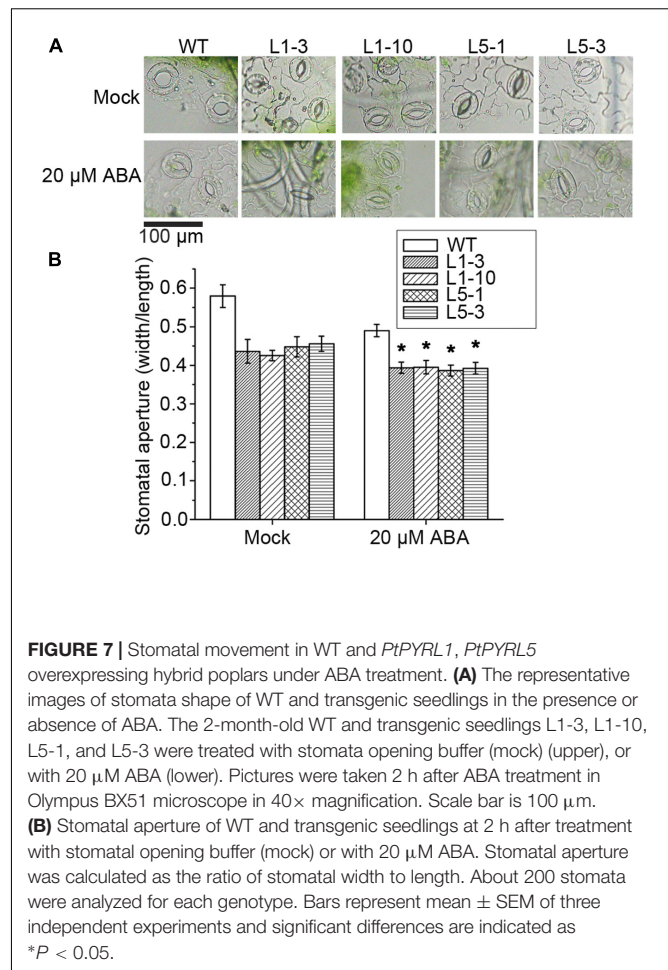 A
WT L1-3 L1-10 L5-1 L5-3
Mock
20 μM ABA
100 μm
B
WT
L1-3
L1-10
L5-1
L5-3
Stomatal aperture (width/length)
0.6
0.5
0.4
0.3
0.2
0.1
0.0
* * * *
Mock 20 μM ABA
FIGURE 7 | Stomatal movement in WT and PtPYRL1, PtPYRL5
overexpressing hybrid poplars under ABA treatment. (A) The representative
images of stomata shape of WT and transgenic seedlings in the presence or
absence of ABA. The 2-month-old WT and transgenic seedlings L1-3, L1-10,
L5-1, and L5-3 were treated with stomata opening buffer (mock) (upper), or
with 20 μM ABA (lower). Pictures were taken 2 h after ABA treatment in
Olympus BX51 microscope in 40× magnification. Scale bar is 100 μm.
(B) Stomatal aperture of WT and transgenic seedlings at 2 h after treatment
with stomatal opening buffer (mock) or with 20 μM ABA. Stomatal aperture
was calculated as the ratio of stomatal width to length. About 200 stomata
were analyzed for each genotype. Bars represent mean ± SEM of three
independent experiments and significant differences are indicated as
*P < 0.05.